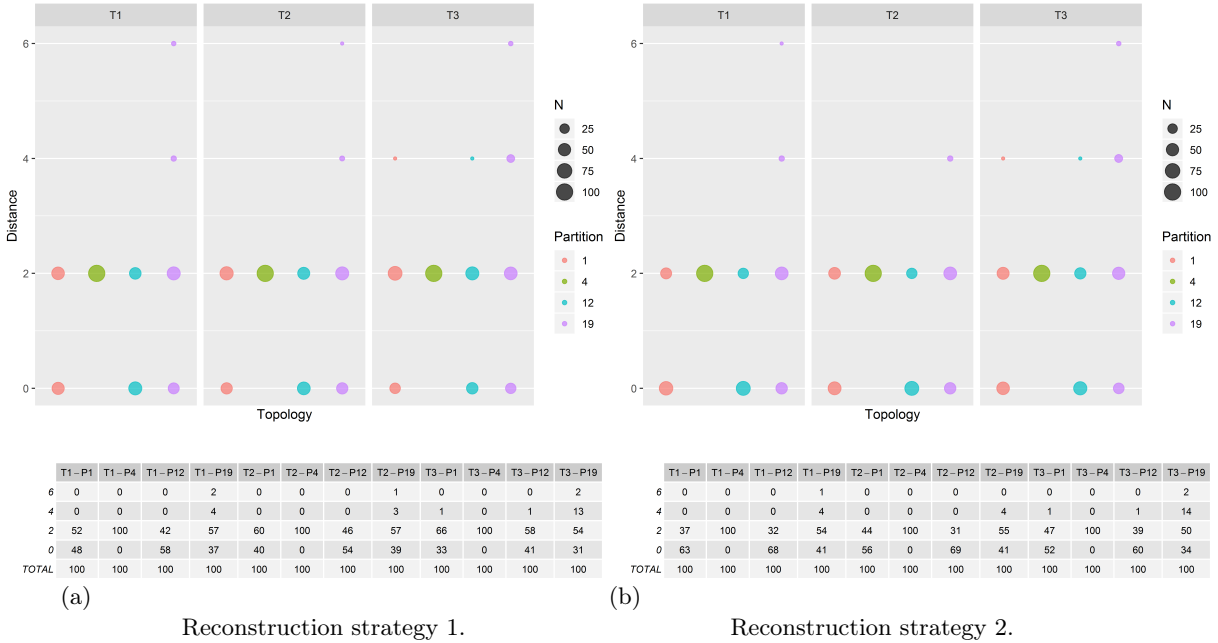 T1 T2 T3
6
4
2
0
Distance
Topology
N
25
50
75
100
Partition
1
4
12
19
T1−P1 T1−P4 T1−P12 T1−P19 T2−P1 T2−P4 T2−P12 T2−P19 T3−P1 T3−P4 T3−P12 T3−P19
6 0 0 0 2 0 0 0 1 0 0 0 2
4 0 0 0 4 0 0 0 3 1 0 1 13
2 52 100 42 57 60 100 46 57 66 100 58 54
0 48 0 58 37 40 0 54 39 33 0 41 31
TOTAL 100 100 100 100 100 100 100 100 100 100 100 100
(a)
Reconstruction strategy 1.
T1 T2 T3
6
4
2
0
Distance
Topology
N
25
50
75
100
Partition
1
4
12
19
T1−P1 T1−P4 T1−P12 T1−P19 T2−P1 T2−P4 T2−P12 T2−P19 T3−P1 T3−P4 T3−P12 T3−P19
6 0 0 0 1 0 0 0 0 0 0 0 2
4 0 0 0 4 0 0 0 4 1 0 1 14
2 37 100 32 54 44 100 31 55 47 100 39 50
0 63 0 68 41 56 0 69 41 52 0 60 34
TOTAL 100 100 100 100 100 100 100 100 100 100 100 100
(b)
Reconstruction strategy 2.